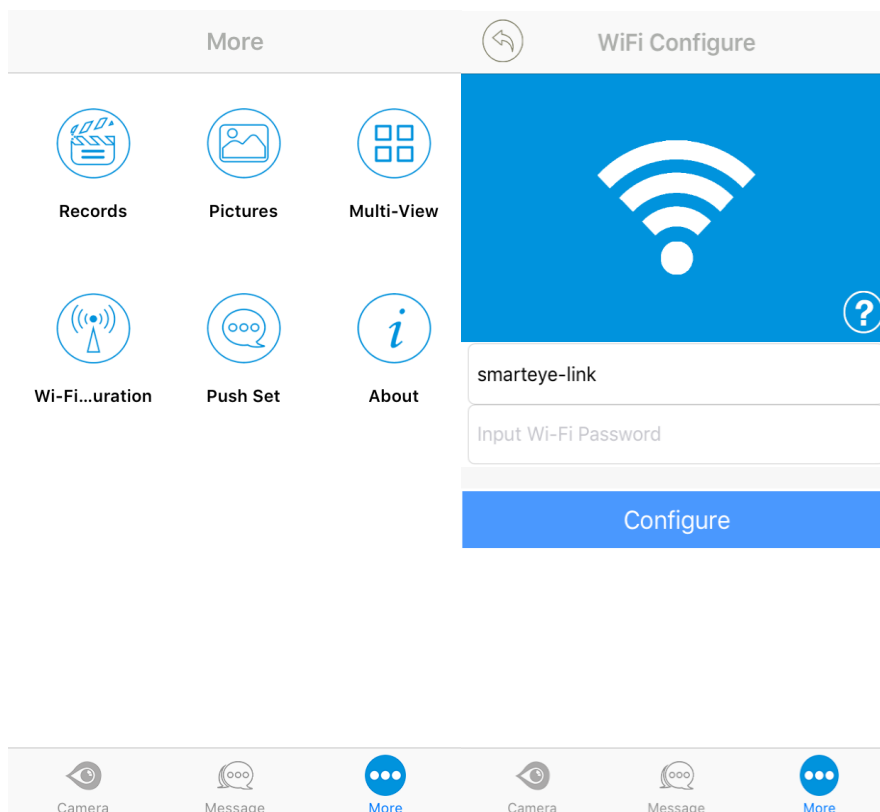 More
Records
Pictures
Multi-View
Wi-Fi...uration
Push Set
About
Camera
Message
More
WiFi Configure
?
smarteye-link
Input Wi-Fi Password
Configure
Camera
Message
More